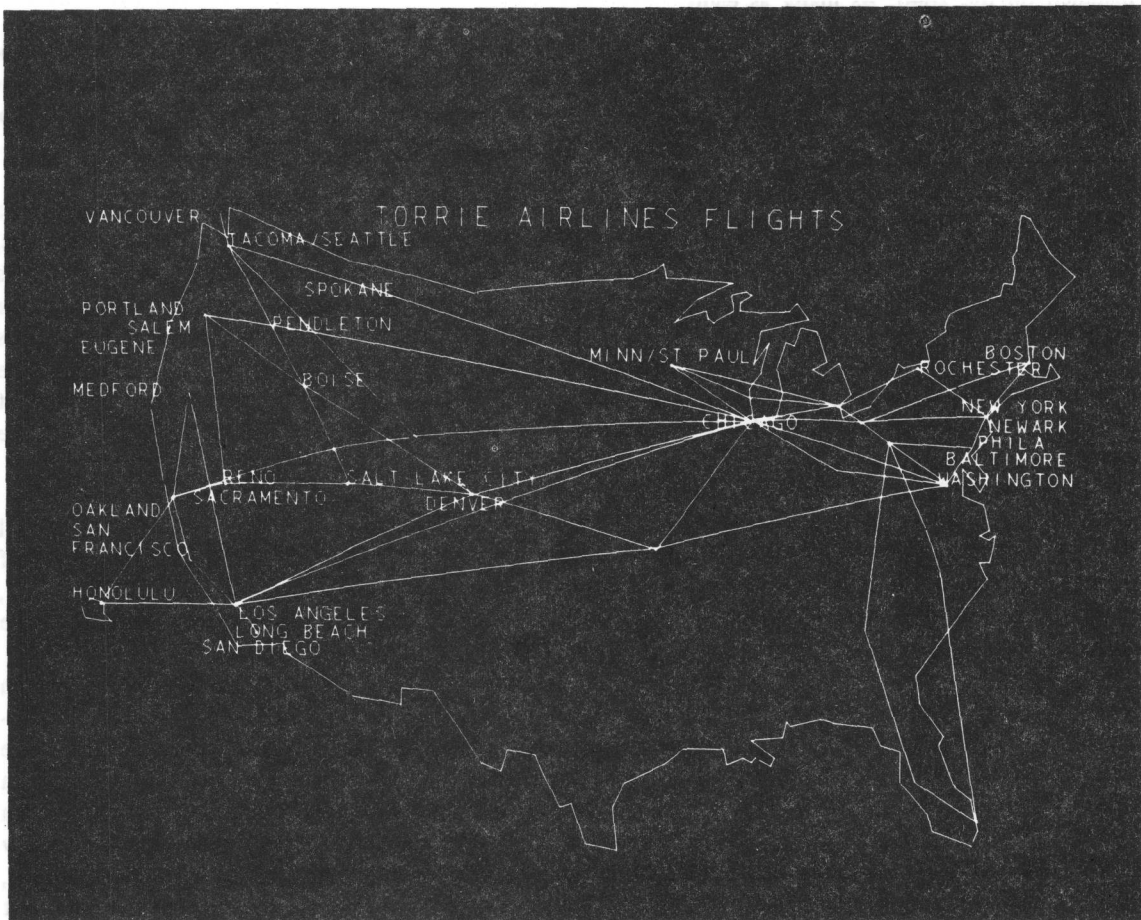 TORRIE AIRLINES FLIGHTS
VANCOUVER
TACOMA/SEATTLE
SPOKANE
PORTLAND
SALEM
PENDLETON
EUGENE
MINN/ST PAUL
BOSTON
ROCHESTER
BOISE
MEDFORD
NEW YORK
CHICAGO
NEWARK
PHILA
BALTIMORE
RENO
SALT LAKE CITY
WASHINGTON
SACRAMENTO
DENVER
OAKLAND
SAN
FRANCISCO
HONOLULU
LOS ANGELES
LONG BEACH
SAN DIEGO